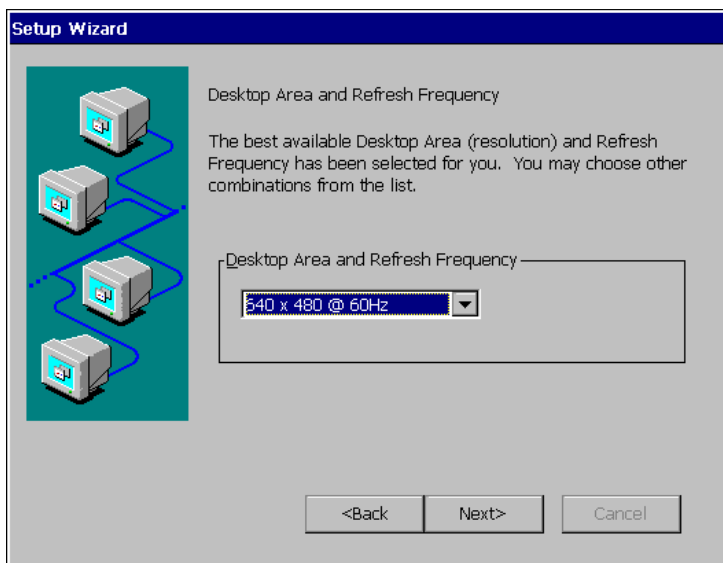 Setup Wizard
Desktop Area and Refresh Frequency
The best available Desktop Area (resolution) and Refresh
Frequency has been selected for you. You may choose other
combinations from the list.
Desktop Area and Refresh Frequency
640 x 480 @ 60Hz
<Back
Next>
Cancel